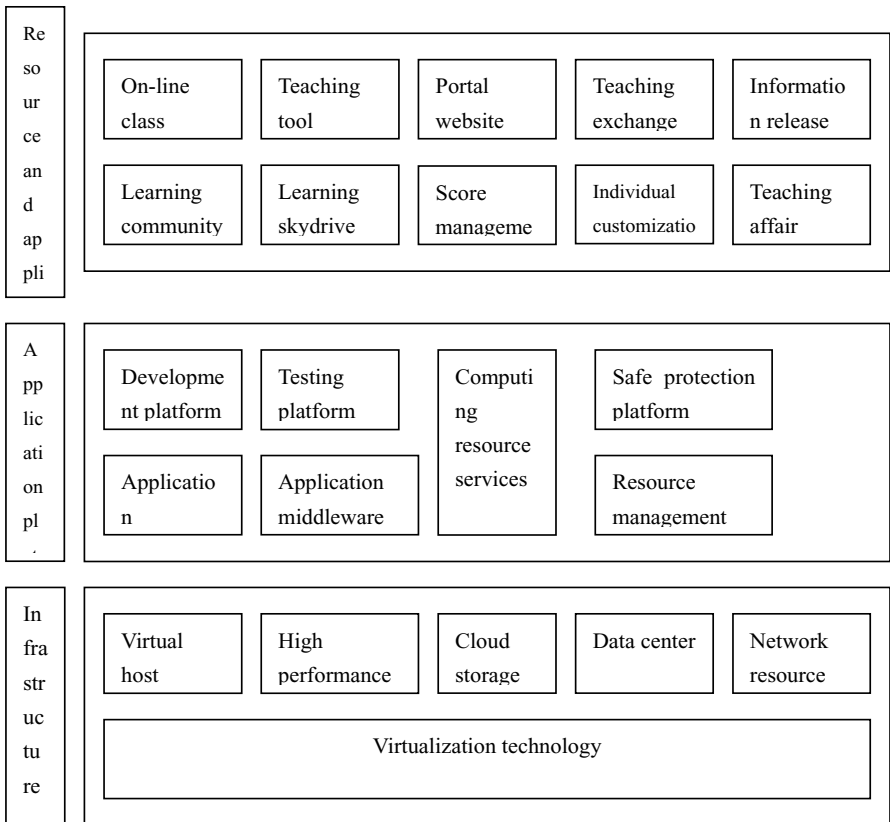 Re
so
ur
ce
an
d
ap
pli
On-line
class
Teaching
tool
Portal
website
Teaching
exchange
Informatio
n release
Learning
community
Learning
skydrive
Score
manageme
Individual
customizatio
Teaching
affair
A
pp
lic
ati
on
pl
Developme
nt platform
Testing
platform
Computi
ng
resource
services
Safe protection
platform
Applicatio
n
Application
middleware
Resource
management
In
fra
str
uc
tu
re
Virtual
host
High
performance
Cloud
storage
Data center
Network
resource
Virtualization technology